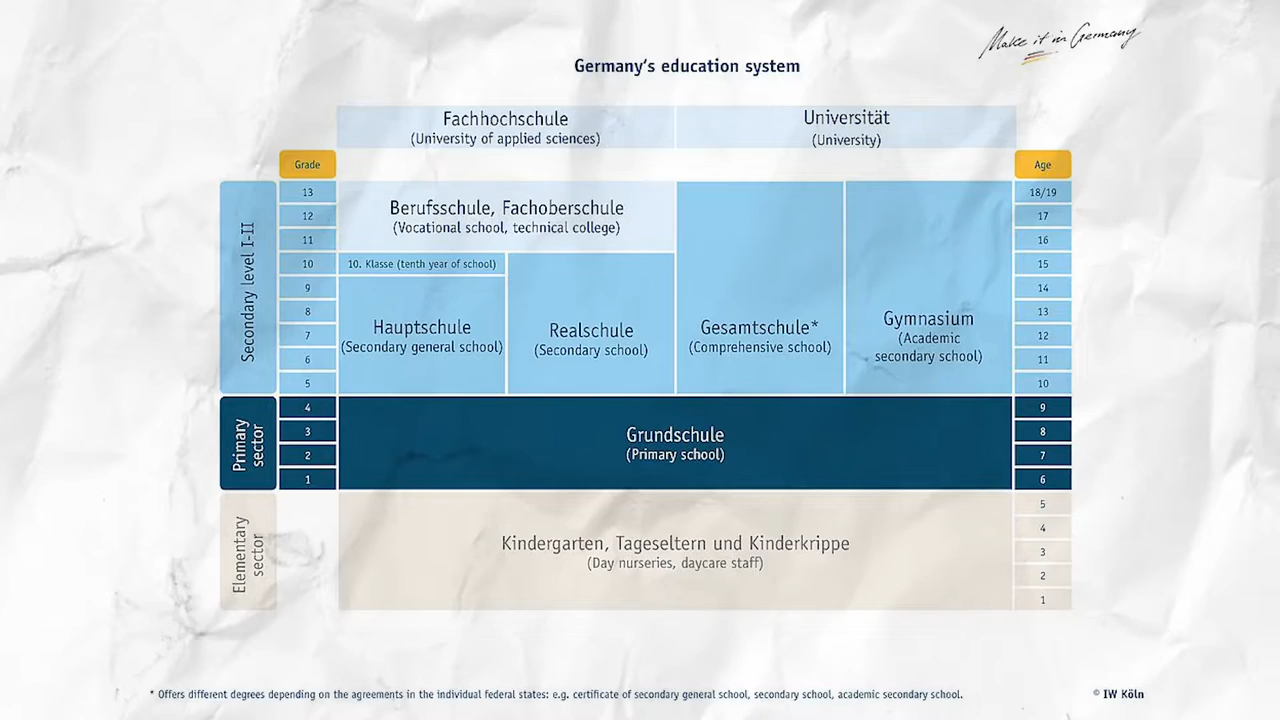 Make it in Germany
Germany's education system
Fachhochschule
(University of applied sciences)
Universität
(University)
Grade
Age
Secondary level I-II
13
12
11
10
9
8
7
6
5
Berufsschule, Fachoberschule
(Vocational school, technical college)
10. Klasse (tenth year of school)
Hauptschule
(Secondary general school)
Realschule
(Secondary school)
Gesamtschule*
(Comprehensive school)
Gymnasium
(Academic
secondary school)
18/19
17
16
15
14
13
12
11
10
Primary
sector
4
3
2
1
Grundschule
(Primary school)
9
8
7
6
Elementary
sector
Kindergarten, Tageseltern und Kinderkrippe
(Day nurseries, daycare staff)
5
4
3
2
1
* Offers different degrees depending on the agreements in the individual federal states: e.g. certificate of secondary general school, secondary school, academic secondary school.
© IW Köln